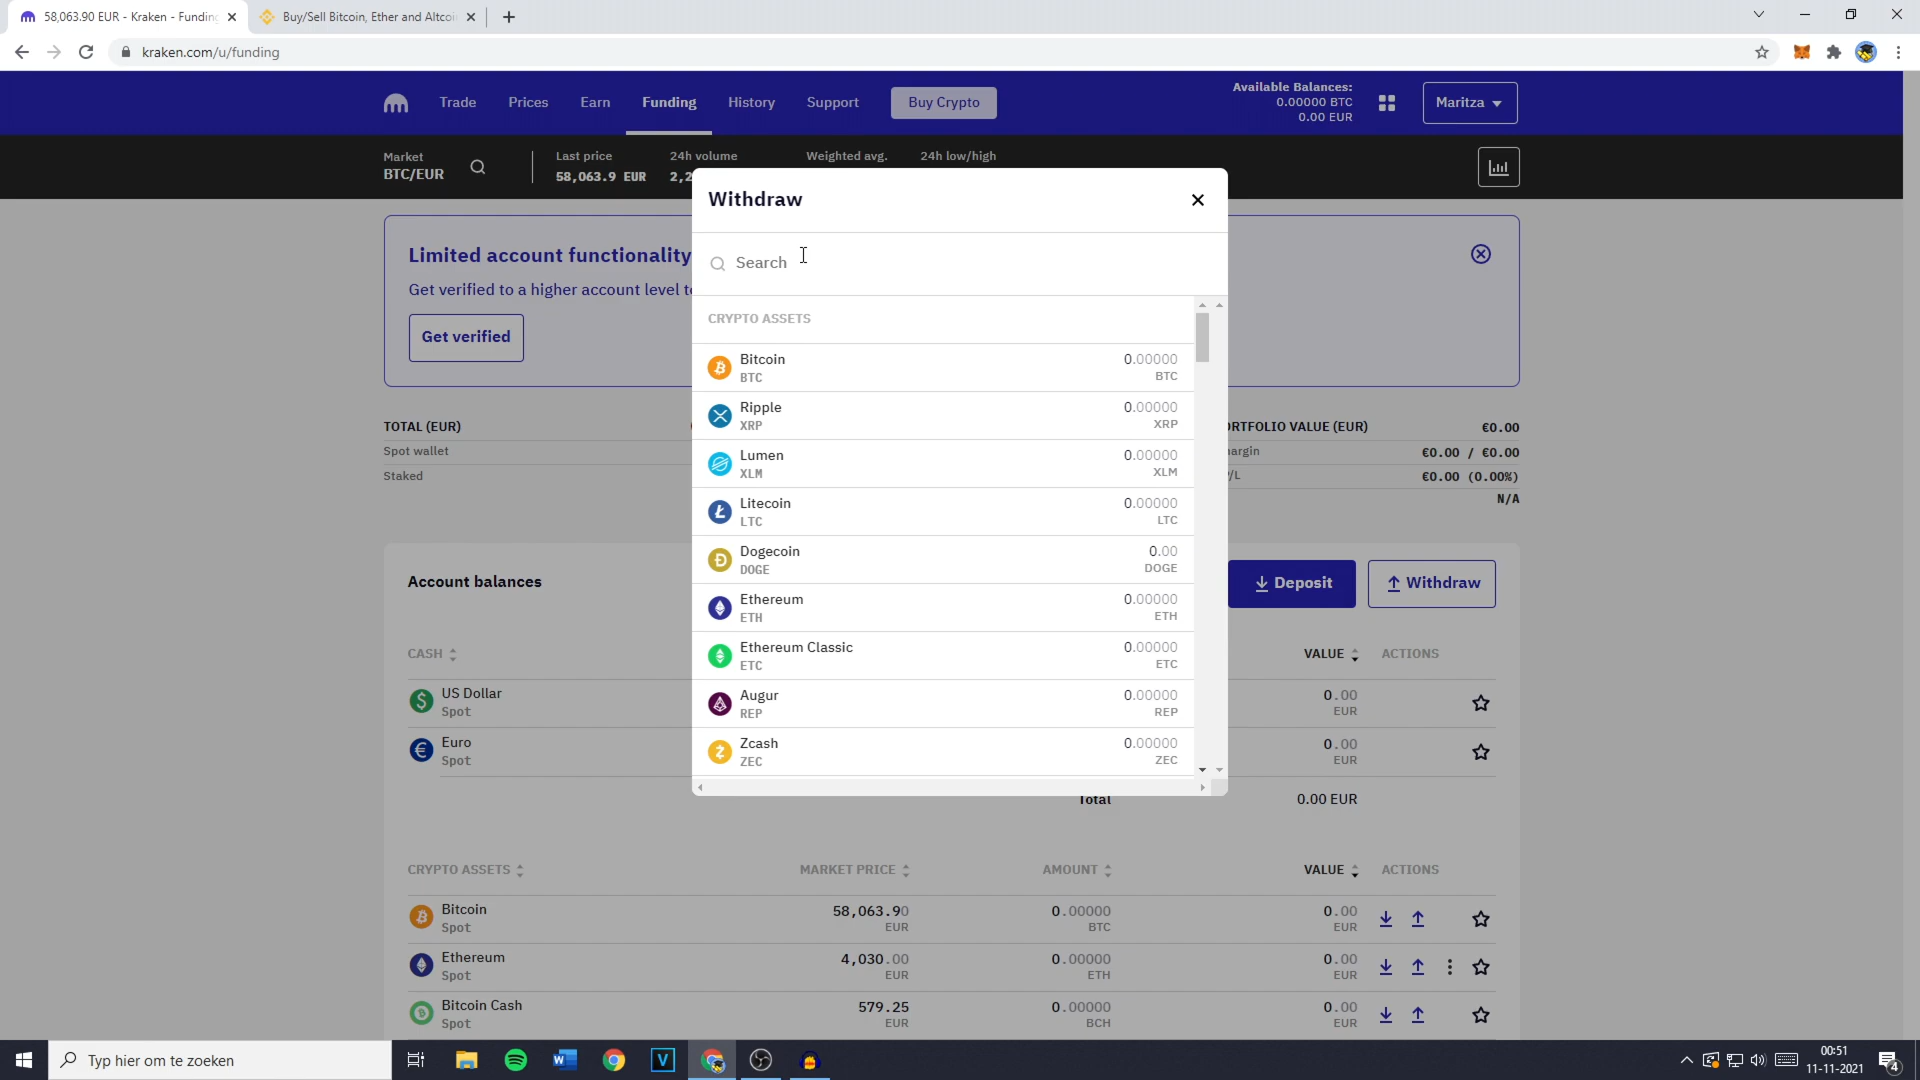 58,063.90 EUR - Kraken - Funding
Buy/Sell Bitcoin, Ether and Altcoi
kraken.com/u/funding
Trade
Prices
Earn
Funding
History
Support
Buy Crypto
Available Balances:
0.00000 BTC
0.00 EUR
Maritza
Market
BTC/EUR
Last price
58,063.9 EUR
24h volume
2,2
Weighted avg.
24h low/high
Limited account functionality
Get verified to a higher account level t
Get verified
TOTAL (EUR)
Spot wallet
Staked
RTFOLIO VALUE (EUR)
€0.00
argin
€0.00 / €0.00
/L
€0.00 (0.00%)
N/A
Withdraw
Search
CRYPTO ASSETS
Bitcoin
BTC
0.00000
BTC
Ripple
XRP
0.00000
XRP
Lumen
XLM
0.00000
XLM
Litecoin
LTC
0.00000
LTC
Dogecoin
DOGE
0.00
DOGE
Ethereum
ETH
0.00000
ETH
Ethereum Classic
ETC
0.00000
ETC
Augur
REP
0.00000
REP
Zcash
ZEC
0.00000
ZEC
Account balances
Deposit
Withdraw
CASH
VALUE
ACTIONS
US Dollar
Spot
0.00
EUR
Euro
Spot
0.00
EUR
Total
0.00 EUR
CRYPTO ASSETS
MARKET PRICE
AMOUNT
VALUE
ACTIONS
Bitcoin
Spot
58,063.90
EUR
0.00000
BTC
0.00
EUR
Ethereum
Spot
4,030.00
EUR
0.00000
ETH
0.00
EUR
Bitcoin Cash
Spot
579.25
EUR
0.00000
BCH
0.00
EUR
Typ hier om te zoeken
00:51
11-11-2021
4